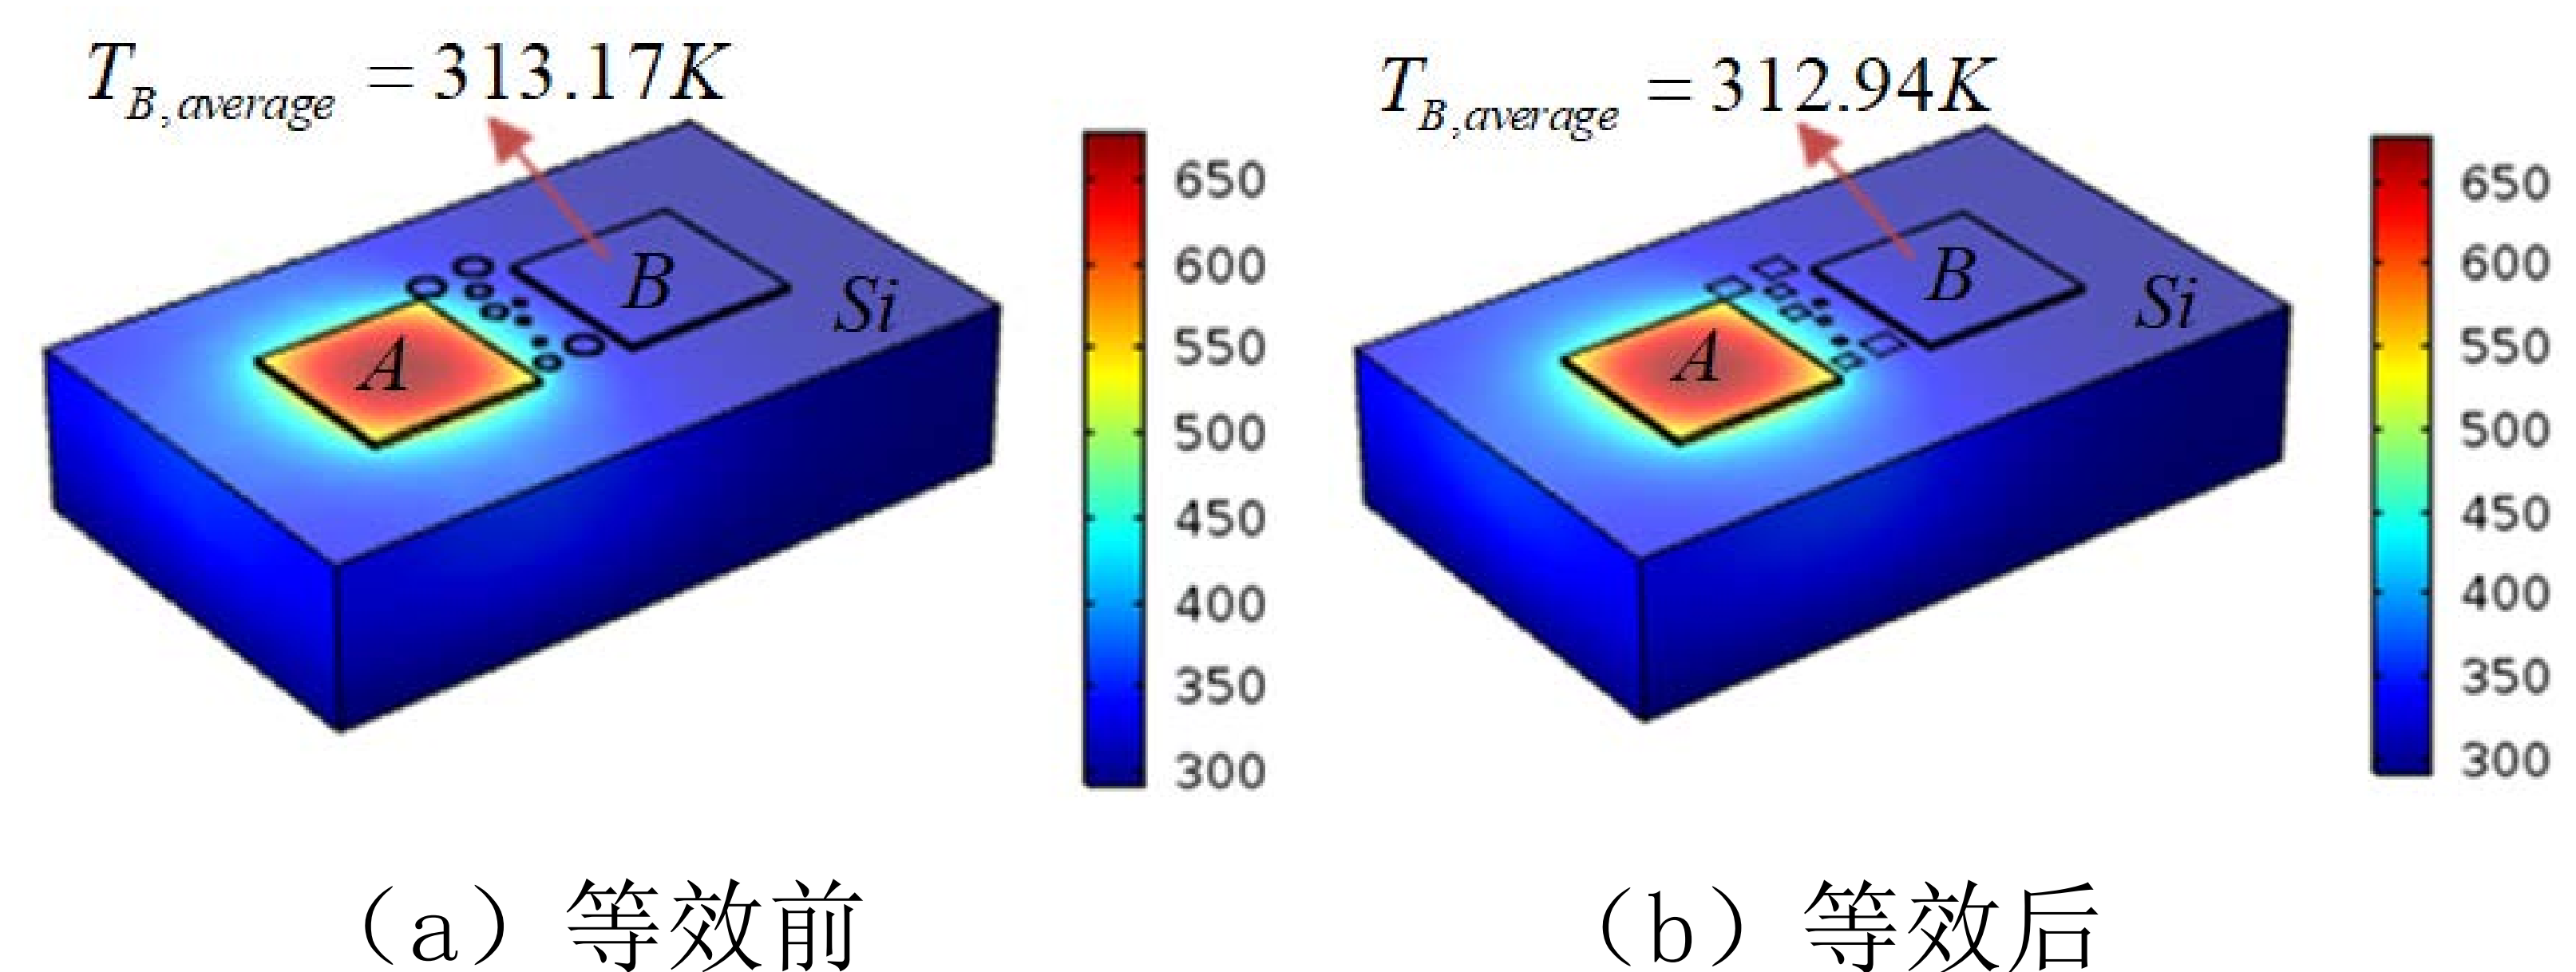 T_{B,average} = 313.17K
B
Si
A
650
600
550
500
450
400
350
300
（a）等效前
T_{B,average} = 312.94K
B
Si
A
650
600
550
500
450
400
350
300
（b）等效后